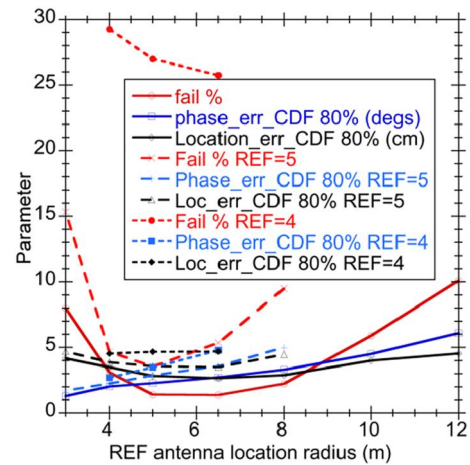 30
25
20
15
10
5
0
Parameter
fail %
phase_err_CDF 80% (degs)
Location_err_CDF 80% (cm)
Fail % REF=5
Phase_err_CDF 80% REF=5
Loc_err_CDF 80% REF=5
Fail % REF=4
Phase_err_CDF 80% REF=4
Loc_err_CDF 80% REF=4
4 6 8 10 12
REF antenna location radius (m)